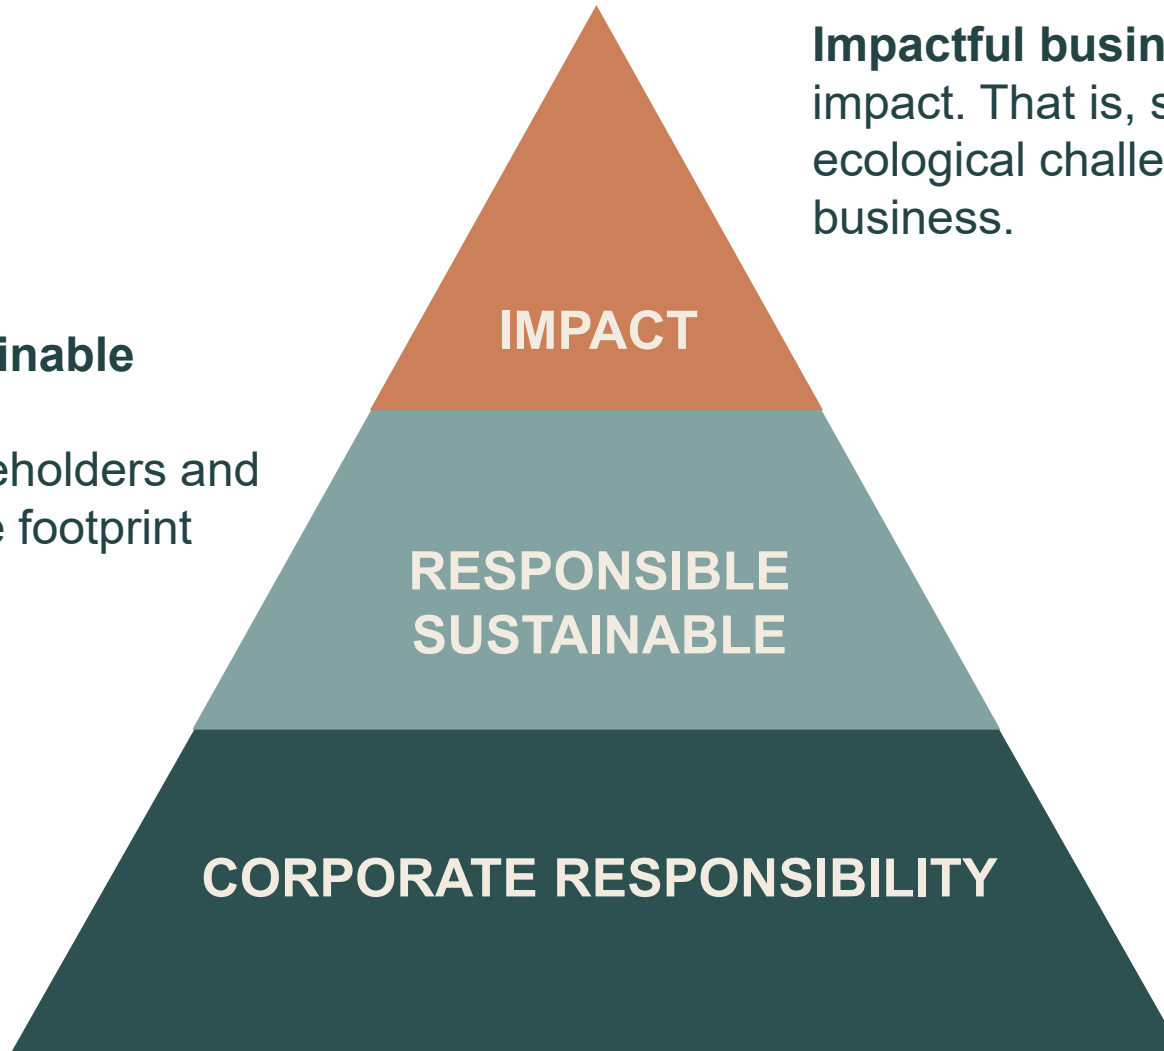 Impactful busin
impact. That is, s
ecological challe
business.
IMPACT
inable
eholders and
e footprint
RESPONSIBLE
SUSTAINABLE
CORPORATE RESPONSIBILITY